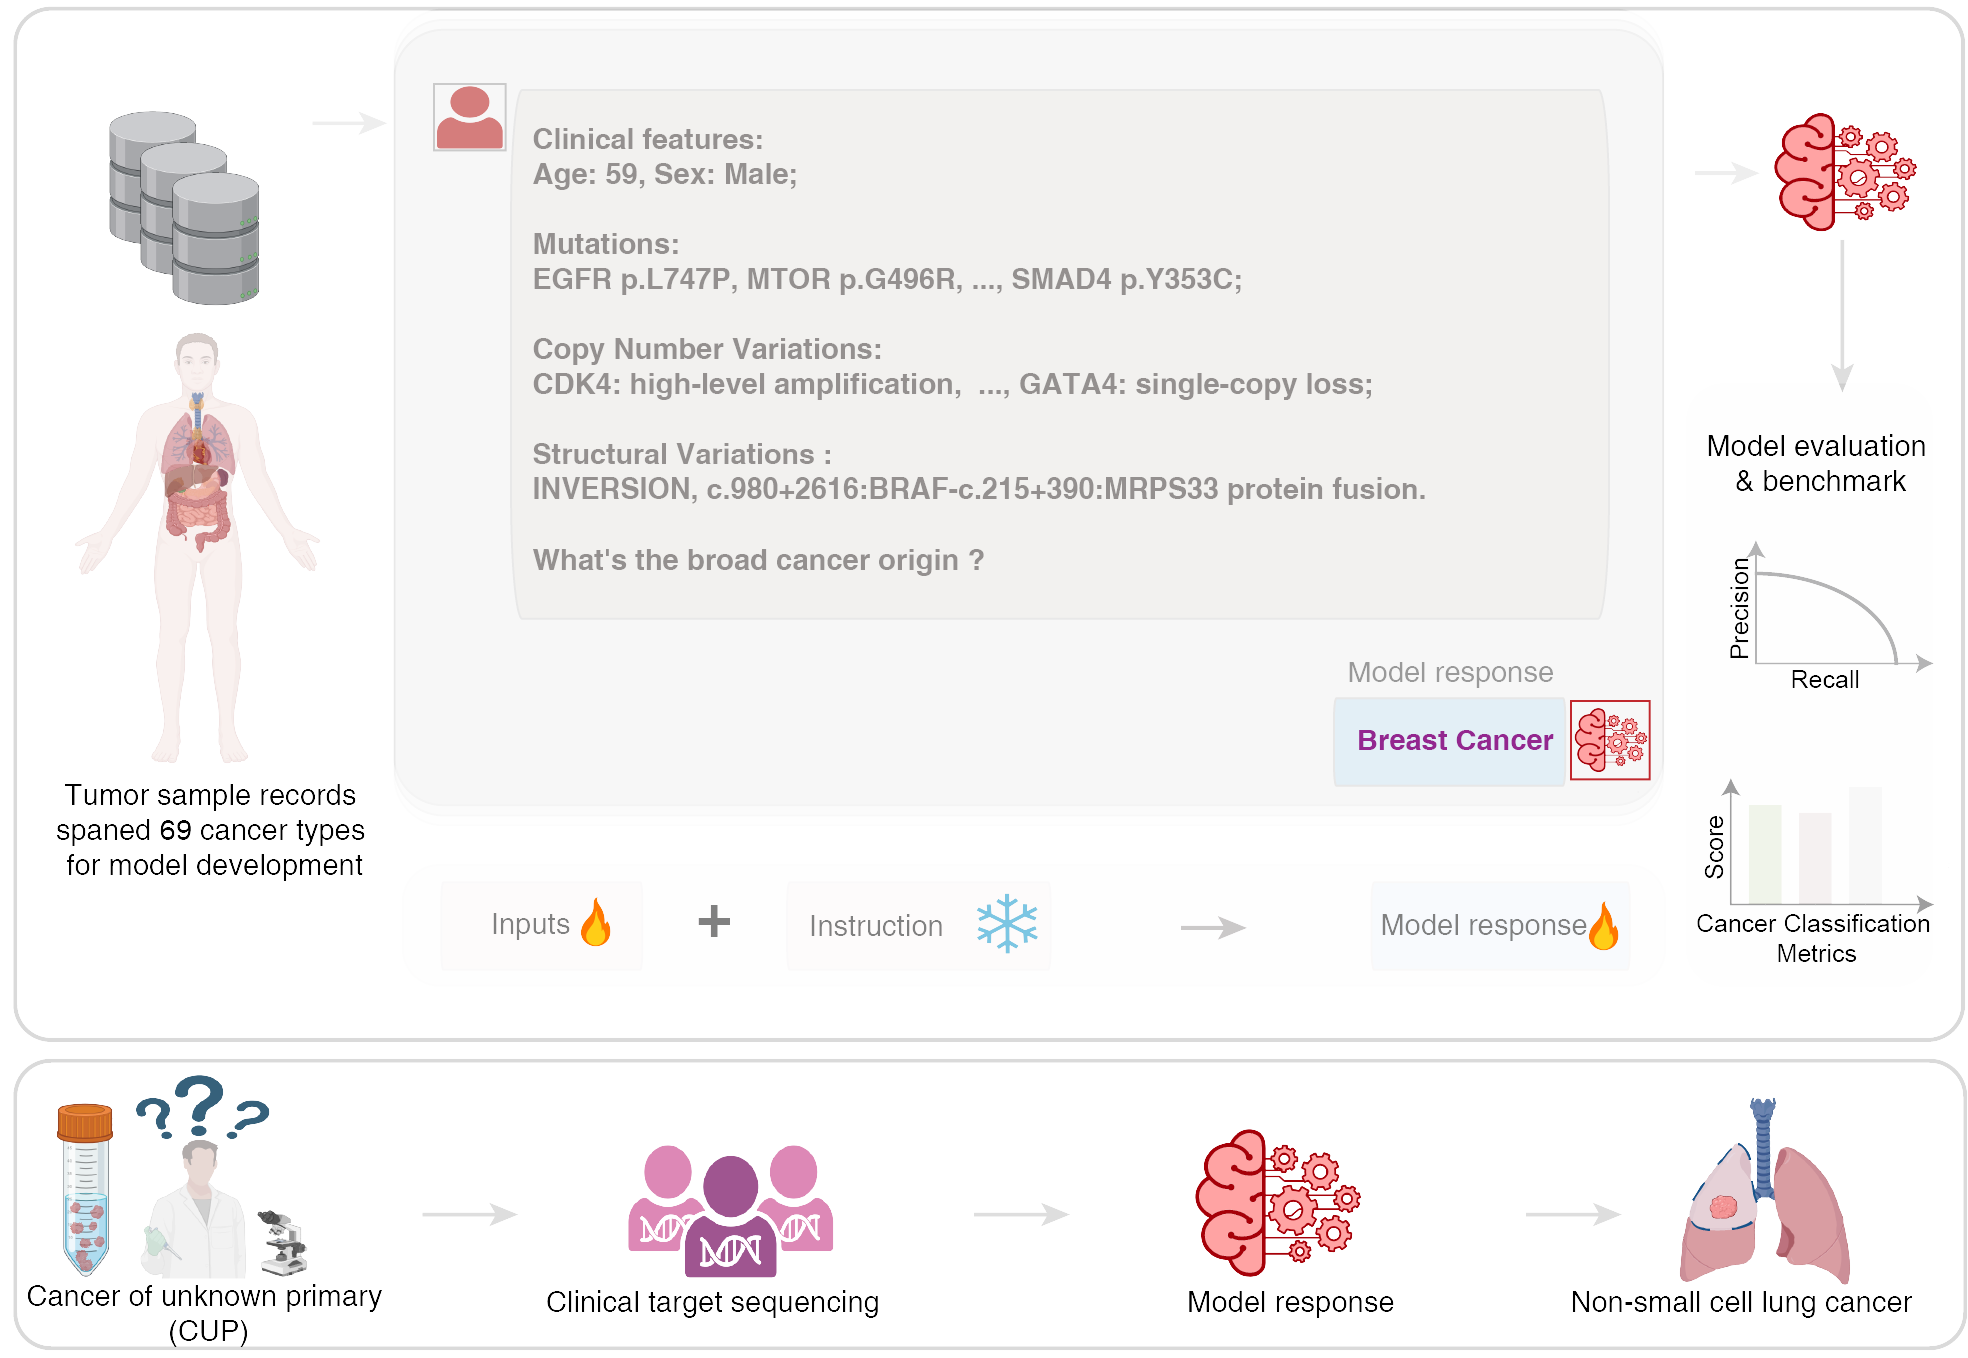 Clinical features:
Age: 59, Sex: Male;
Mutations:
EGFR p.L747P, MTOR p.G496R, ..., SMAD4 p.Y353C;
Copy Number Variations:
CDK4: high-level amplification,  ..., GATA4: single-copy loss;
Structural Variations :
INVERSION, c.980+2616:BRAF-c.215+390:MRPS33 protein fusion.
What's the broad cancer origin ?
Model response
Breast Cancer
Tumor sample records
spaned 69 cancer types
for model development
Inputs
+
Instruction
Model response
Model evaluation
& benchmark
Precision
Recall
Score
Cancer Classification
Metrics
???
Cancer of unknown primary
(CUP)
Clinical target sequencing
Model response
Non-small cell lung cancer